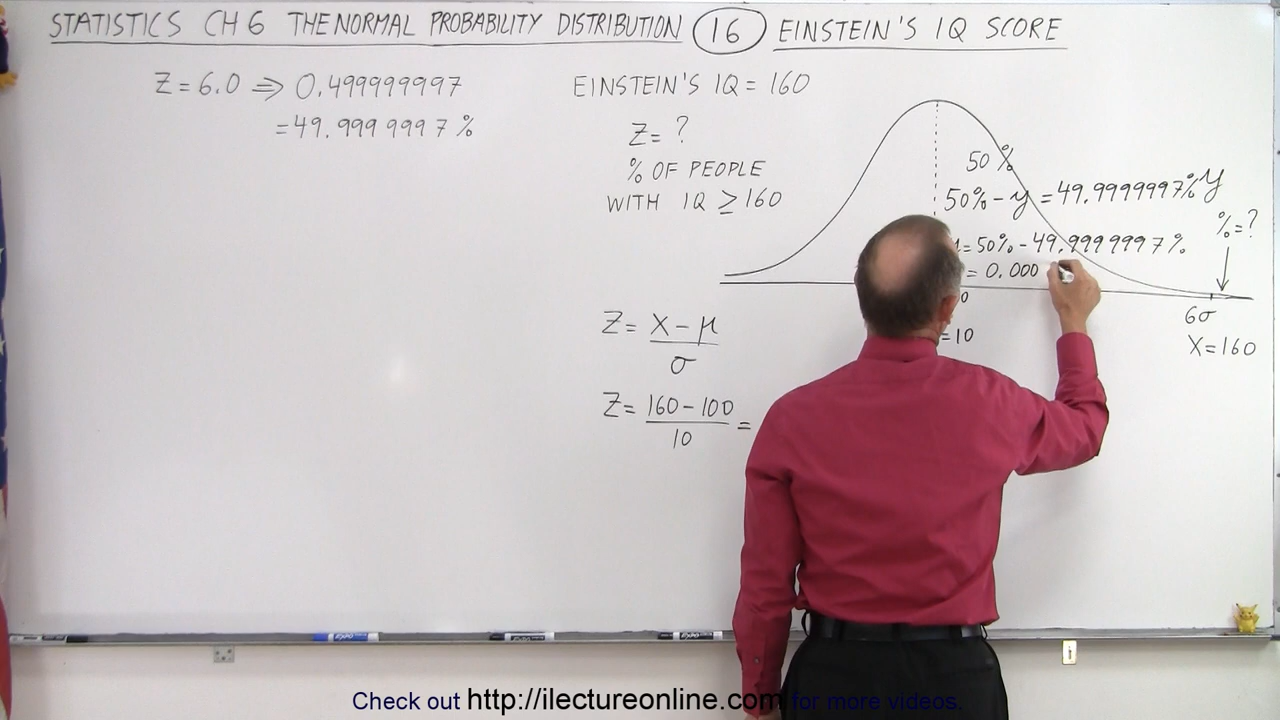 STATISTICS CH 6 THE NORMAL PROBABILITY DISTRIBUTION 16 EINSTEIN'S IQ SCORE
Z = 6.0 ⇒ 0.499999997
= 49.9999997 %
EINSTEIN'S IQ = 160
Z = ?
% OF PEOPLE
WITH IQ ≥ 160
Z = X - μ
σ
Z = 160 - 100
10 =
50 %
50% - y = 49.9999997% y
% = ?
= 50% - 49.9999997 %
= 0.000
0
= 10
6σ
X = 160
Check out http://ilectureonline.com for more videos.